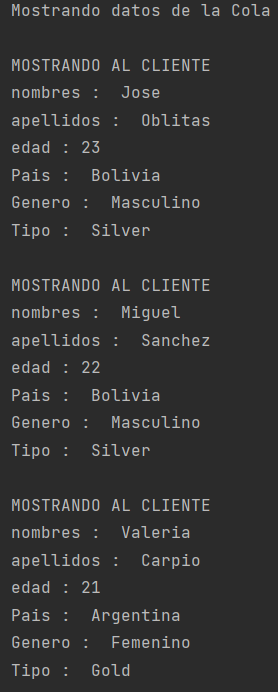 Mostrando datos de la Cola
MOSTRANDO AL CLIENTE
nombres :  Jose
apellidos :  Oblitas
edad : 23
Pais :  Bolivia
Genero :  Masculino
Tipo :  Silver
MOSTRANDO AL CLIENTE
nombres :  Miguel
apellidos :  Sanchez
edad : 22
Pais :  Bolivia
Genero :  Masculino
Tipo :  Silver
MOSTRANDO AL CLIENTE
nombres :  Valeria
apellidos :  Carpio
edad : 21
Pais :  Argentina
Genero :  Femenino
Tipo :  Gold